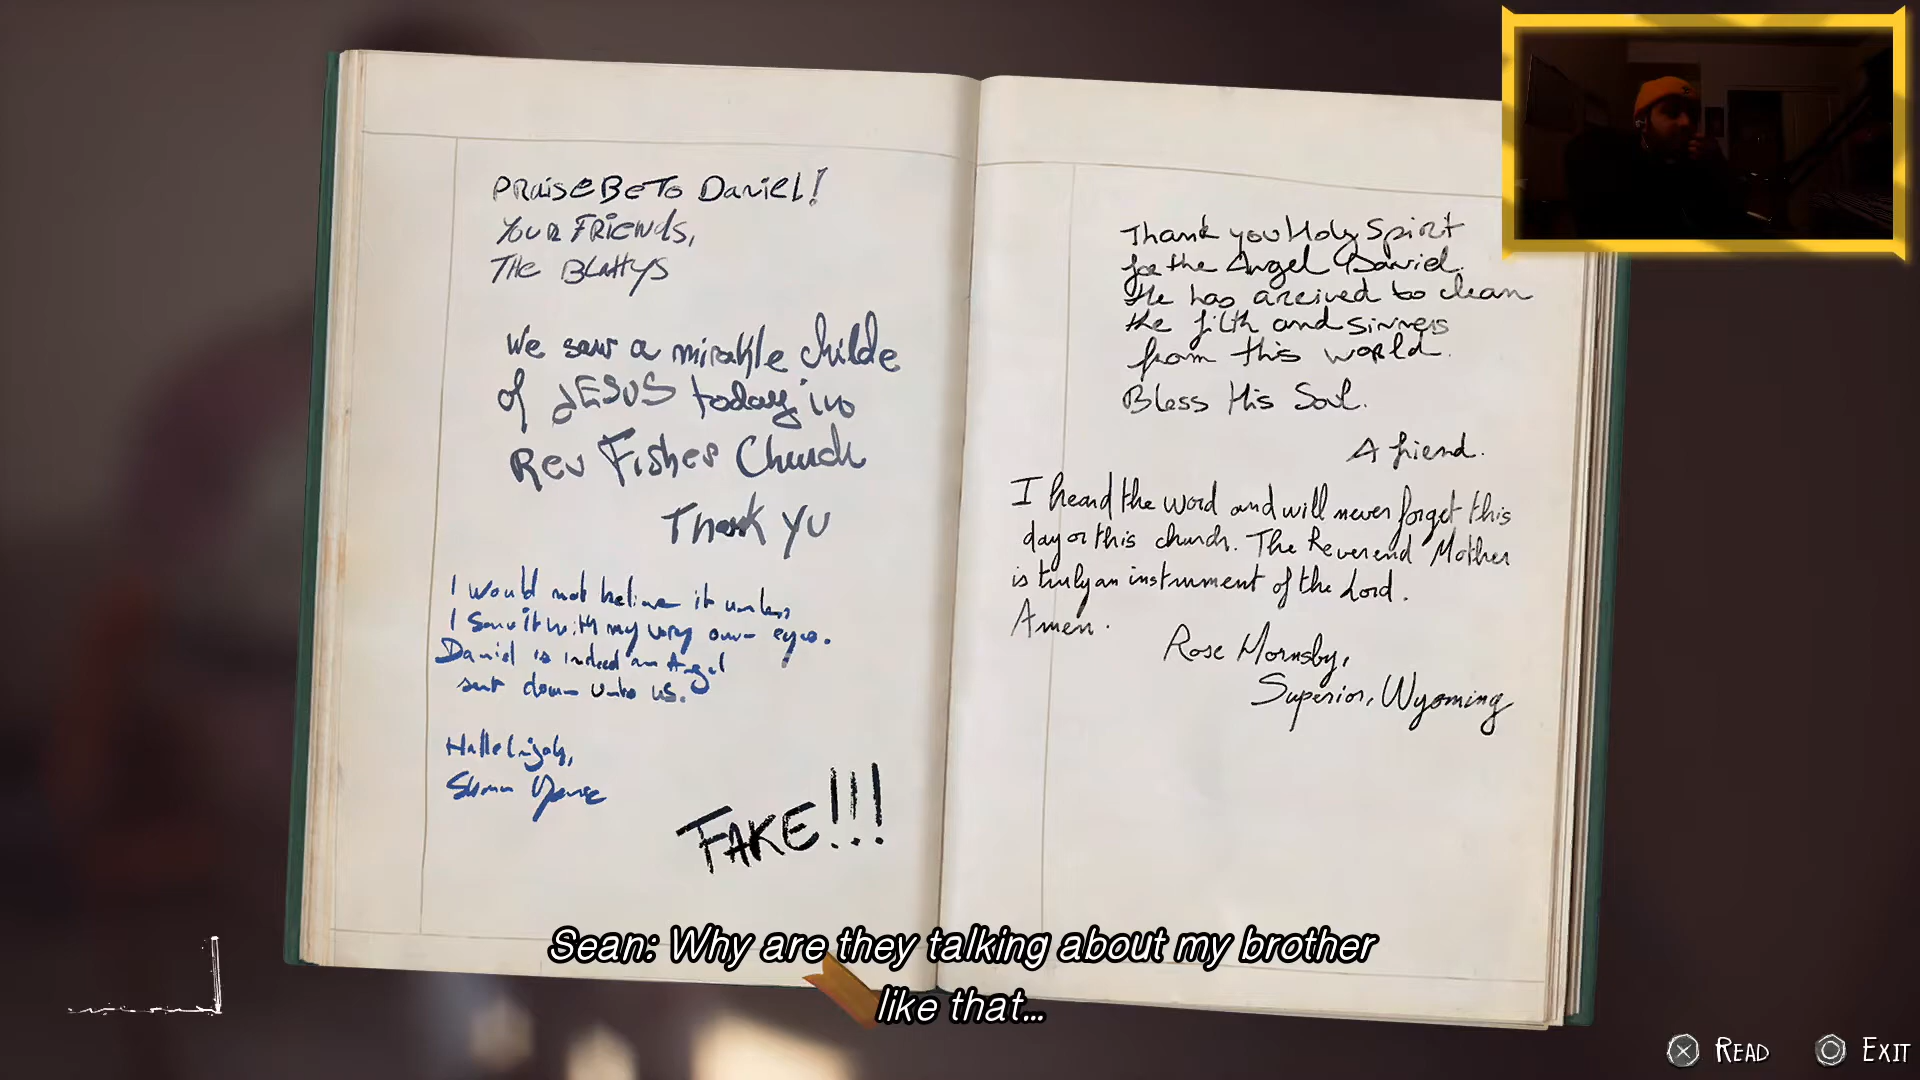 PRaiseBeTo Daniel!
YouR FRiends,
THe BLattys
We saw a mirakle childe
of JESUS today in
Rev Fisher Church
Thank YU
I would not believe it unless
I saw it with my very own eyes.
Daniel is indeed an Angel
sent down unto us.
Hallelujah,
FAKE!!!
Thank you Holy Spirit
for the Angel Daniel.
He has arrived to clean
the filth and sinners
from this world.
Bless His Soul.
A friend.
I heard the word and will never forget this
day or this church. The Reverend Mother
is truly an instrument of the Lord.
Amen.
Rose Hornsby,
Superior, Wyoming
Sean: Why are they talking about my brother
like that...
READ EXIT